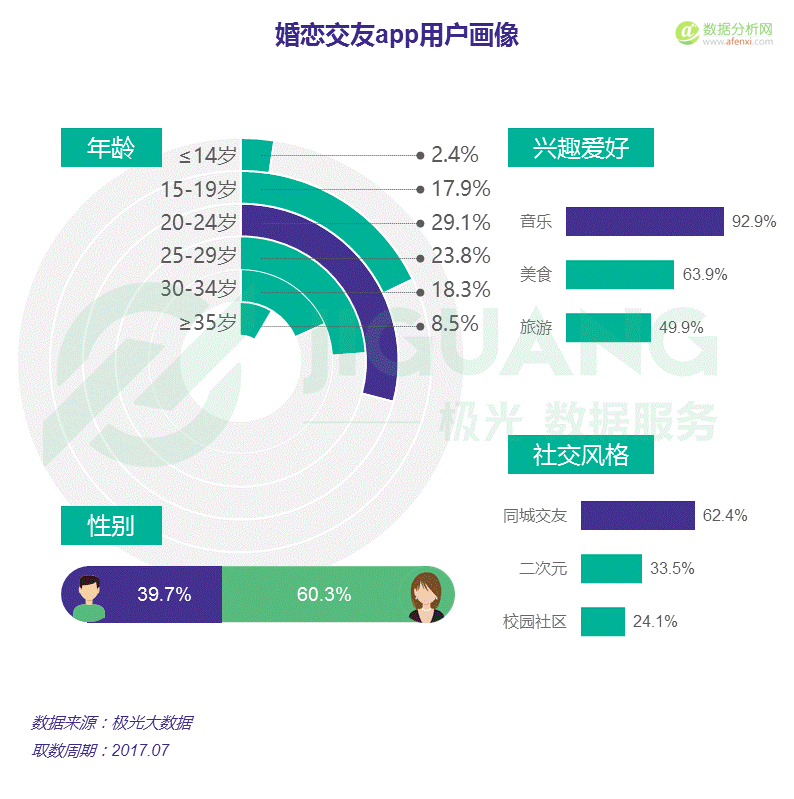 婚恋交友app用户画像
数据分析网
www.afenxi.com
年龄
≤14岁 2.4%
15-19岁 17.9%
20-24岁 29.1%
25-29岁 23.8%
30-34岁 18.3%
≥35岁 8.5%
兴趣爱好
音乐 92.9%
美食 63.9%
旅游 49.9%
JIGUANG
极光 数据服务
社交风格
同城交友 62.4%
二次元 33.5%
校园社区 24.1%
性别
39.7% 60.3%
数据来源：极光大数据
取数周期：2017.07